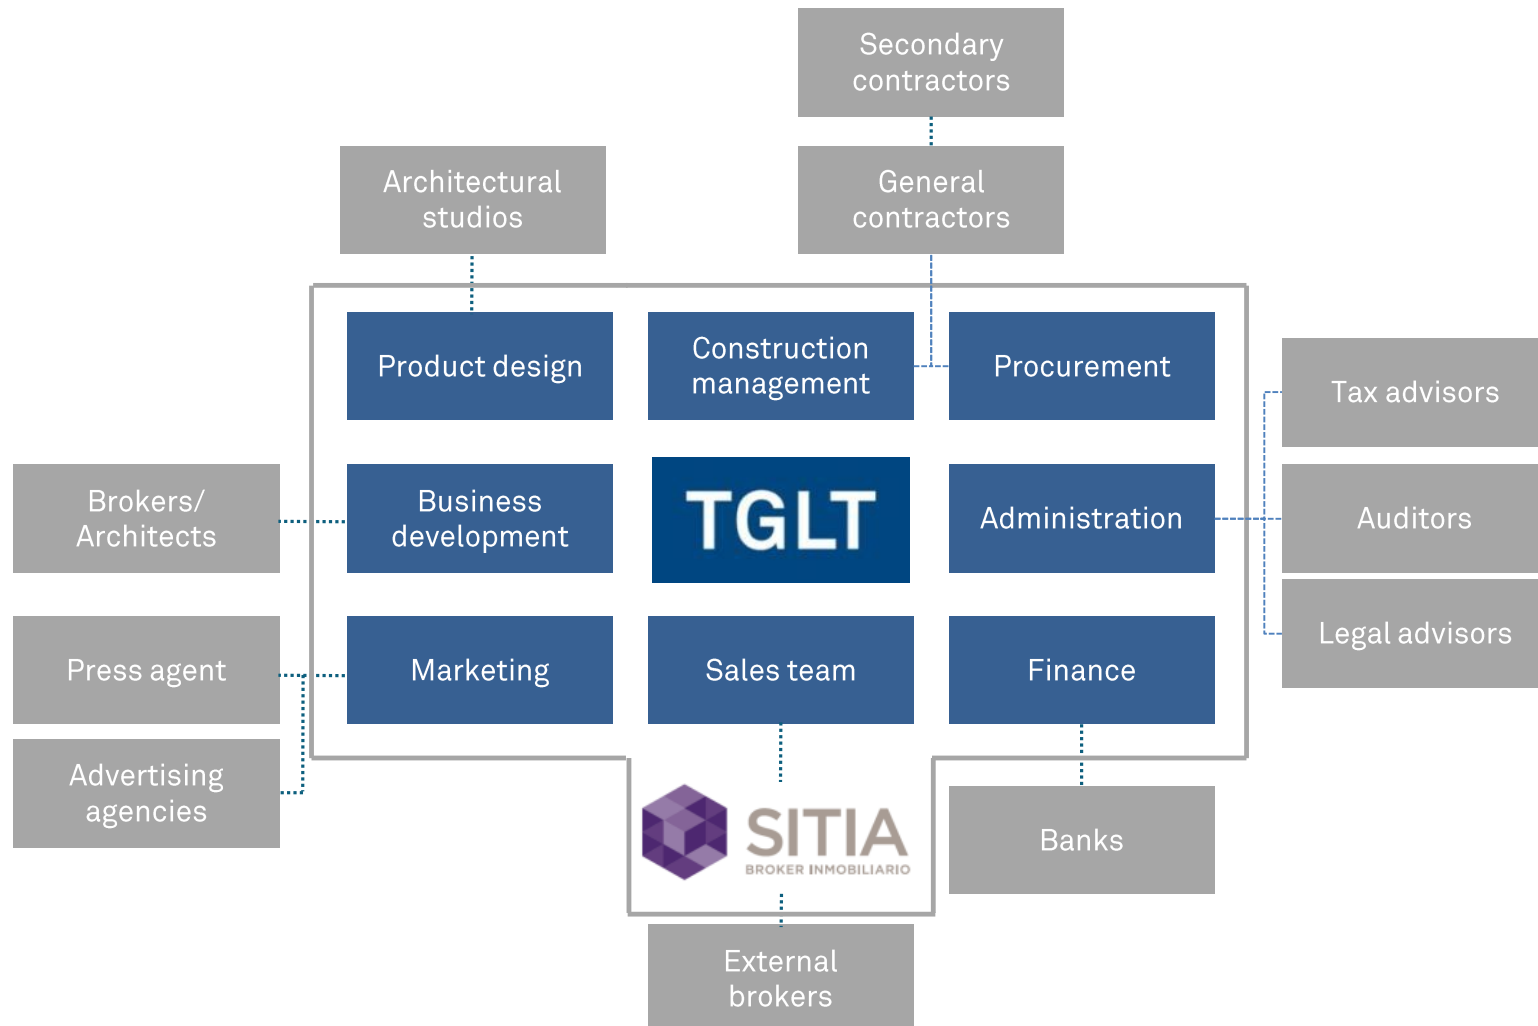 Secondary
contractors
Architectural
studios
General
contractors
Product design
Construction
management
Procurement
Tax advisors
Brokers/
Architects
Business
development
TGLT
Administration
Auditors
Press agent
Marketing
Sales team
Finance
Legal advisors
Advertising
agencies
SITIA
BROKER INMOBILIARIO
Banks
External
brokers